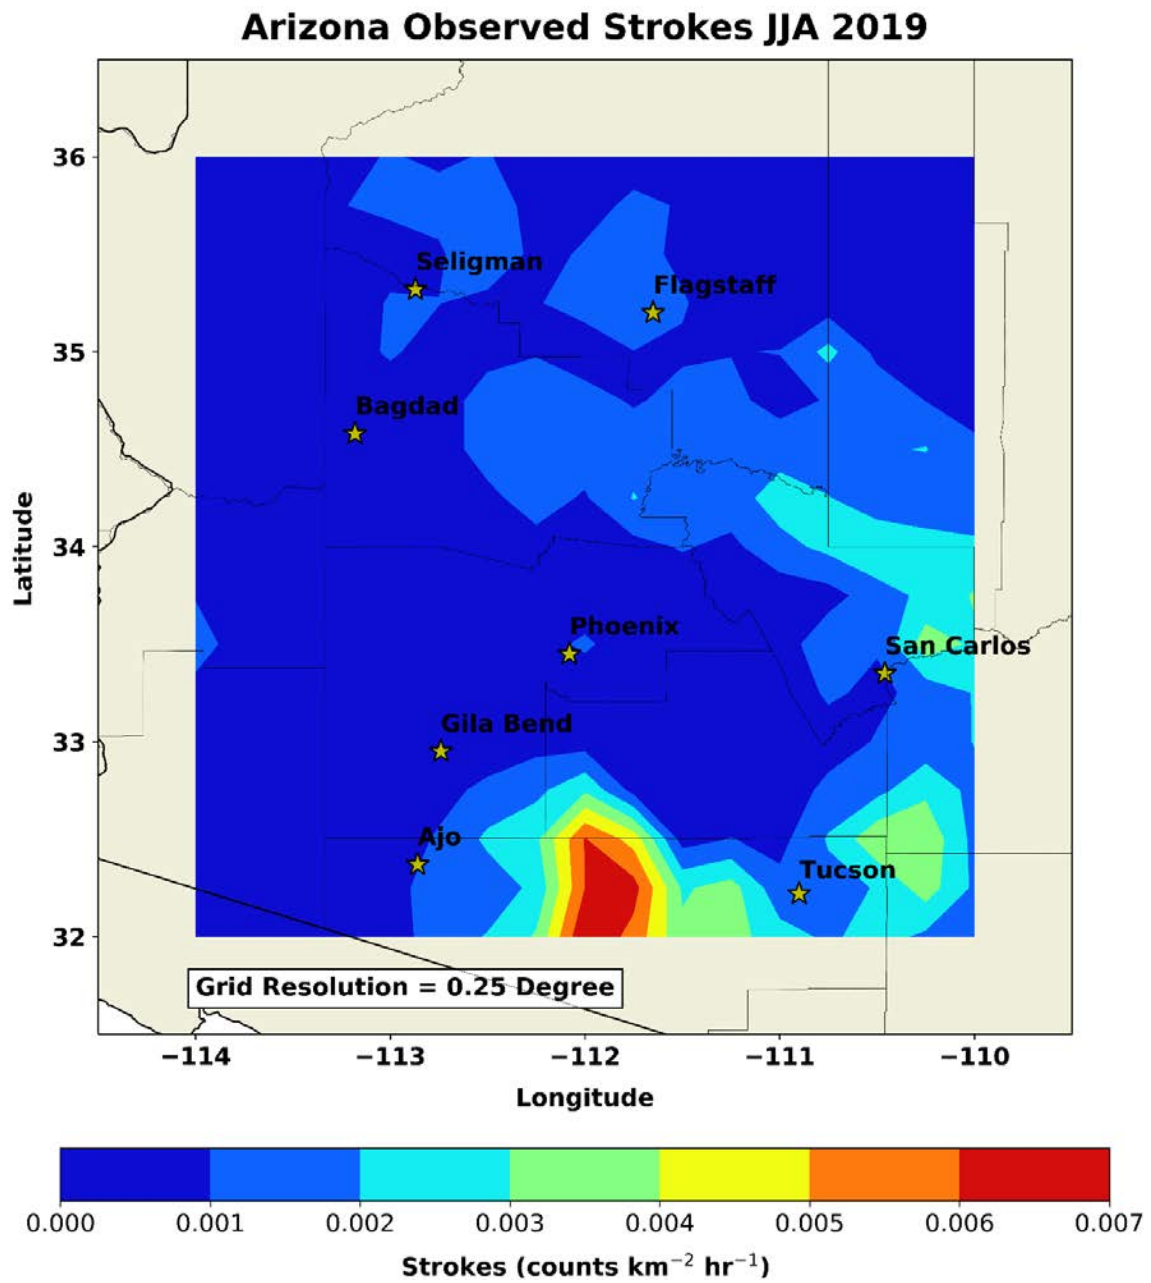 Arizona Observed Strokes JJA 2019
36
Seligman
Flagstaff
35
Bagdad
Latitude
34
Phoenix
San Carlos
33
Gila Bend
Ajo
Tucson
32
Grid Resolution = 0.25 Degree
−114 −113 −112 −111 −110
Longitude
0.000 0.001 0.002 0.003 0.004 0.005 0.006 0.007
Strokes (counts km⁻² hr⁻¹)